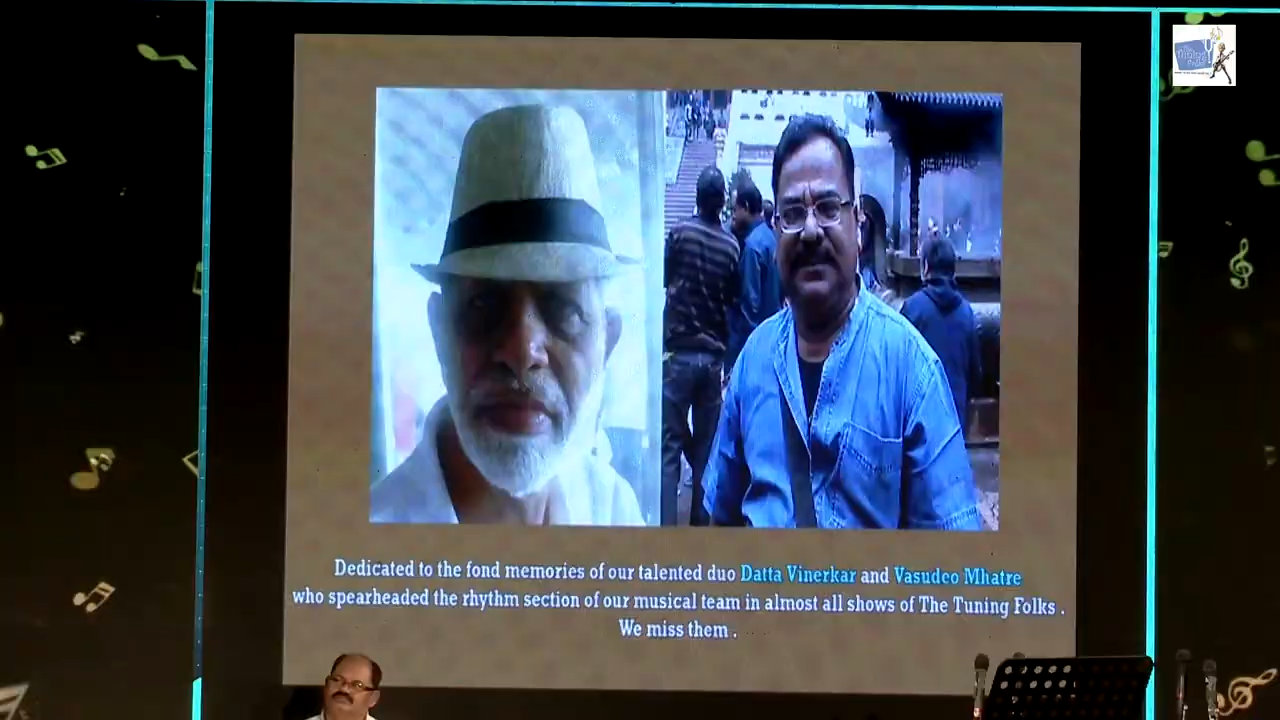 Dedicated to the fond memories of our talented duo Datta Vinerkar and Vasudeo Mhatre
who spearheaded the rhythm section of our musical team in almost all shows of The Tuning Folks .
We miss them .